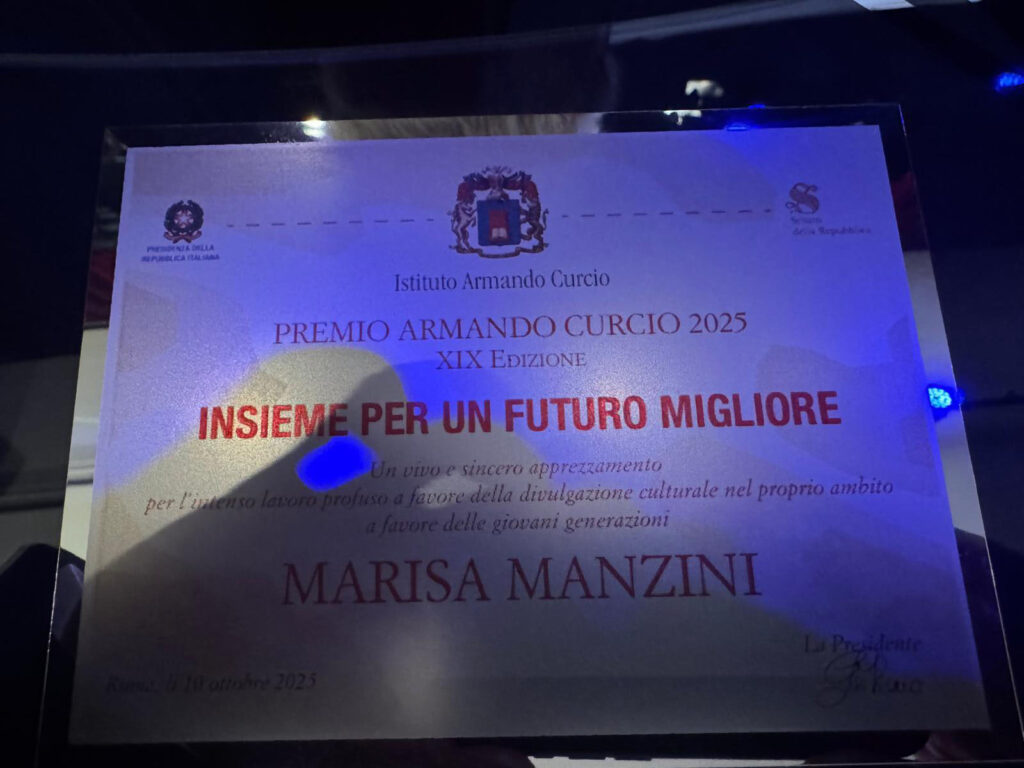 PRESIDENZA DELLA
REPUBBLICA ITALIANA
Senato
della Repubblica
Istituto Armando Curcio
PREMIO ARMANDO CURCIO 2025
XIX EDIZIONE
INSIEME PER UN FUTURO MIGLIORE
Un vivo e sincero apprezzamento
per l'intenso lavoro profuso a favore della divulgazione culturale nel proprio ambito
a favore delle giovani generazioni
MARISA MANZINI
La Presidente
Roma, lì 10 ottobre 2025